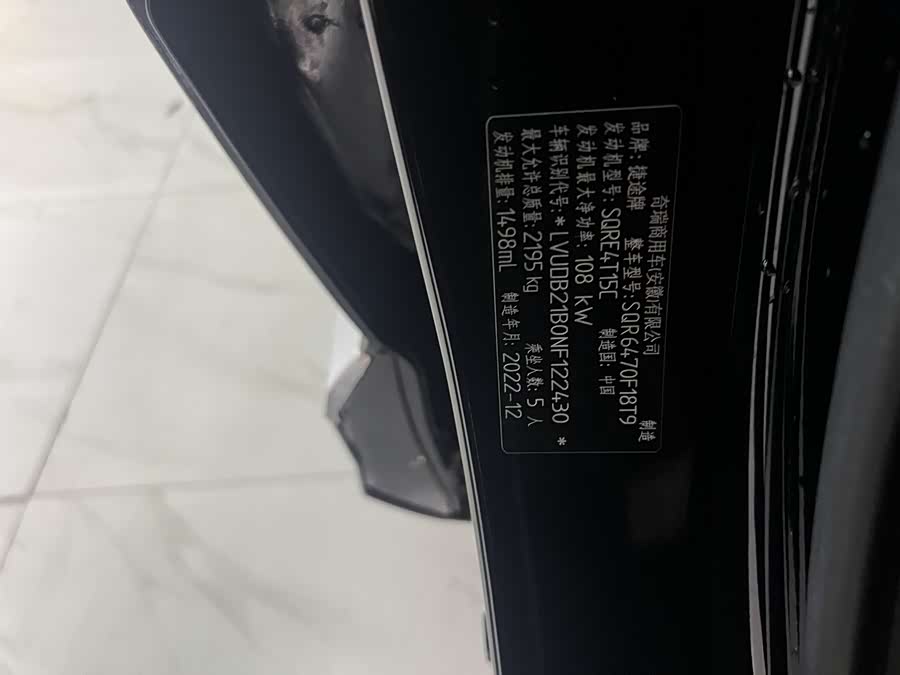 奇瑞商用车(安徽)有限公司 制造
品牌: 捷途牌 整车型号: SQR6470F18T9
发动机型号: SQRE4T15C 制造国: 中国
发动机最大净功率: 108 kW
车辆识别代号: * LVUDB21B0NF122430 *
最大允许总质量: 2195 kg 乘坐人数: 5 人
发动机排量: 1498mL 制造年月: 2022-12